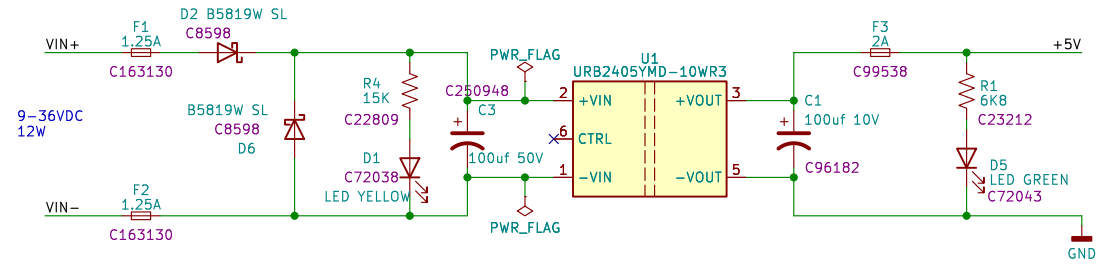 D2 B5819W SL
C8598
F1
1.25A
C163130
VIN+
B5819W SL
C8598
D6
9-36VDC
12W
R4
15K
C22809
D1
C72038
LED YELLOW
C250948
C3
+
100uf 50V
PWR_FLAG
U1
URB2405YMD-10WR3
2
+VIN
+VOUT
3
6
CTRL
1
-VIN
-VOUT
5
PWR_FLAG
F2
1.25A
C163130
VIN-
F3
2A
C99538
+5V
C1
+
100uf 10V
C96182
R1
6K8
C23212
D5
LED GREEN
C72043
GND